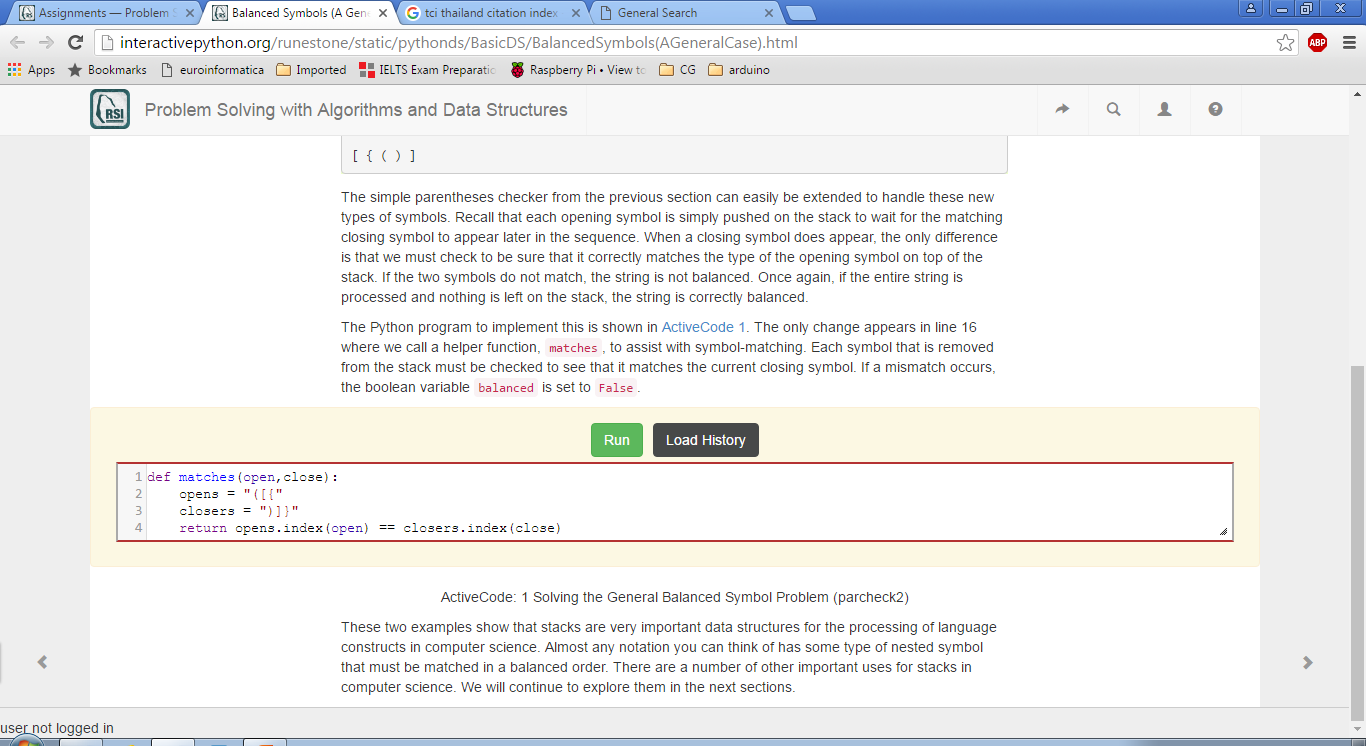 Assignments — Problem S
Balanced Symbols (A Gen
tci thailand citation index
General Search
interactivepython.org/runestone/static/pythonds/BasicDS/BalancedSymbols(AGeneralCase).html
ABP
Apps
Bookmarks
euroinformatica
Imported
IELTS Exam Preparatio
Raspberry Pi • View to
CG
arduino
RSI
Problem Solving with Algorithms and Data Structures
[ { ( ) ]
The simple parentheses checker from the previous section can easily be extended to handle these new
types of symbols. Recall that each opening symbol is simply pushed on the stack to wait for the matching
closing symbol to appear later in the sequence. When a closing symbol does appear, the only difference
is that we must check to be sure that it correctly matches the type of the opening symbol on top of the
stack. If the two symbols do not match, the string is not balanced. Once again, if the entire string is
processed and nothing is left on the stack, the string is correctly balanced.
The Python program to implement this is shown in ActiveCode 1. The only change appears in line 16
where we call a helper function, matches, to assist with symbol-matching. Each symbol that is removed
from the stack must be checked to see that it matches the current closing symbol. If a mismatch occurs,
the boolean variable balanced is set to False.
Run
Load History
1 def matches(open,close):
2     opens = "([{"
3     closers = ")]}"
4     return opens.index(open) == closers.index(close)
ActiveCode: 1 Solving the General Balanced Symbol Problem (parcheck2)
These two examples show that stacks are very important data structures for the processing of language
constructs in computer science. Almost any notation you can think of has some type of nested symbol
that must be matched in a balanced order. There are a number of other important uses for stacks in
computer science. We will continue to explore them in the next sections.
user not logged in